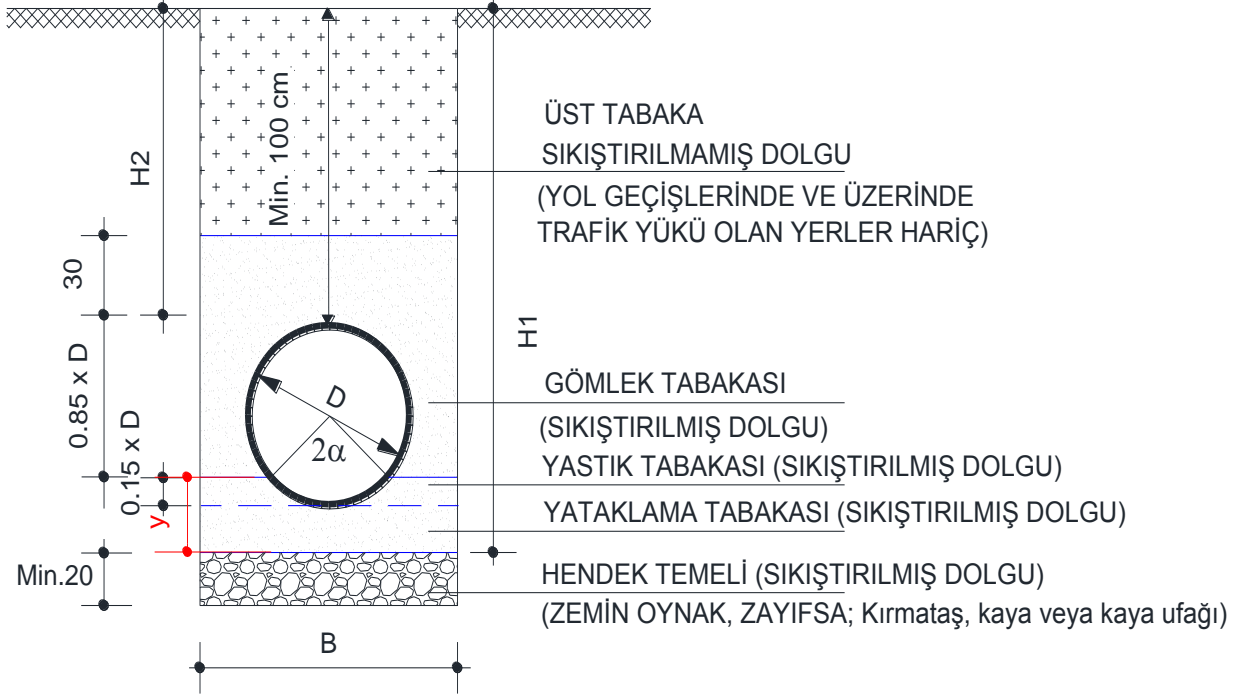 ÜST TABAKA
SIKIŞTIRILMAMIŞ DOLGU
(YOL GEÇİŞLERİNDE VE ÜZERİNDE
TRAFİK YÜKÜ OLAN YERLER HARİÇ)
Min. 100 cm
H2
30
H1
0.85 x D
D
2α
0.15 x D
y
GÖMLEK TABAKASI
(SIKIŞTIRILMIŞ DOLGU)
YASTIK TABAKASI (SIKIŞTIRILMIŞ DOLGU)
YATAKLAMA TABAKASI (SIKIŞTIRILMIŞ DOLGU)
Min.20
HENDEK TEMELİ (SIKIŞTIRILMIŞ DOLGU)
(ZEMİN OYNAK, ZAYIFSA; Kırmataş, kaya veya kaya ufağı)
B